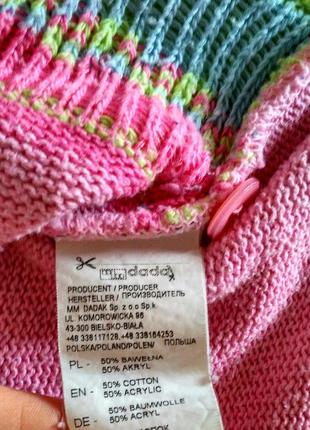 mmdadak
PRODUCENT / PRODUCER
HERSTELLER / ПРОИЗВОДИТЕЛЬ
MM DADAK Sp. z o.o Sp.k.
UL. KOMOROWICKA 96
43-300 BIELSKO-BIAŁA
+48 338117128,+48 338184253
POLSKA/POLAND/POLEN/ ПОЛЬША
PL - 50% BAWEŁNA
50% AKRYL
EN - 50% COTTON
50% ACRYLIC
DE - 50% BAUMWOLLE
50% ACRYL